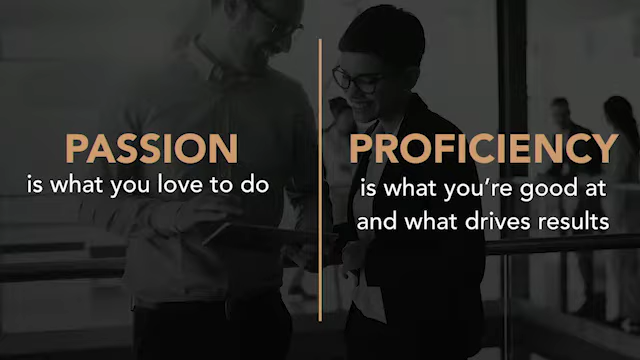 PASSION
is what you love to do
PROFICIENCY
is what you're good at
and what drives results